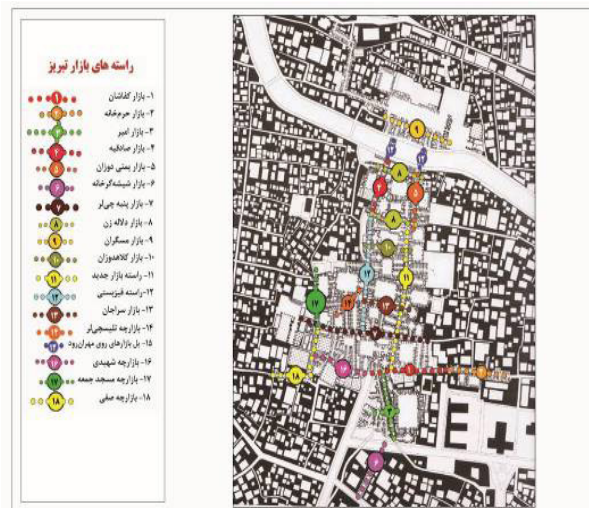 راسته های بازار تبریز
۱- بازار کفاشان
۲- بازار حرمخانه
۳- بازار امیر
۴- بازار صادقیه
۵- بازار یمنی دوزان
۶- بازار شیشه‌گرخانه
۷- بازار پنبه چی‌لر
۸- بازار دلاله زن
۹- بازار مسگران
۱۰- بازار کلاهدوزان
۱۱- راسته بازار جدید
۱۲- راسته قیزبستی
۱۳- بازار سراجان
۱۴- بازارچه تلیسچی‌لر
۱۵- پل بازارهای روی مهران‌رود
۱۶- بازارچه شهیدی
۱۷- بازارچه مسجد جمعه
۱۸- بازارچه صفی